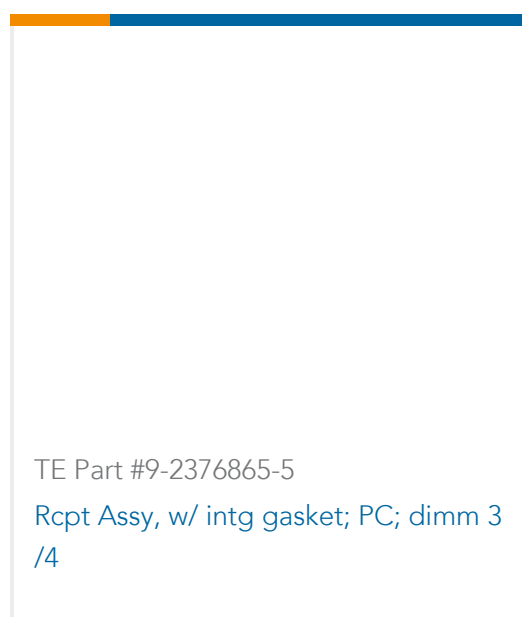 TE Part #9-2376865-5
Rcpt Assy, w/ intg gasket; PC; dimm 3
/4